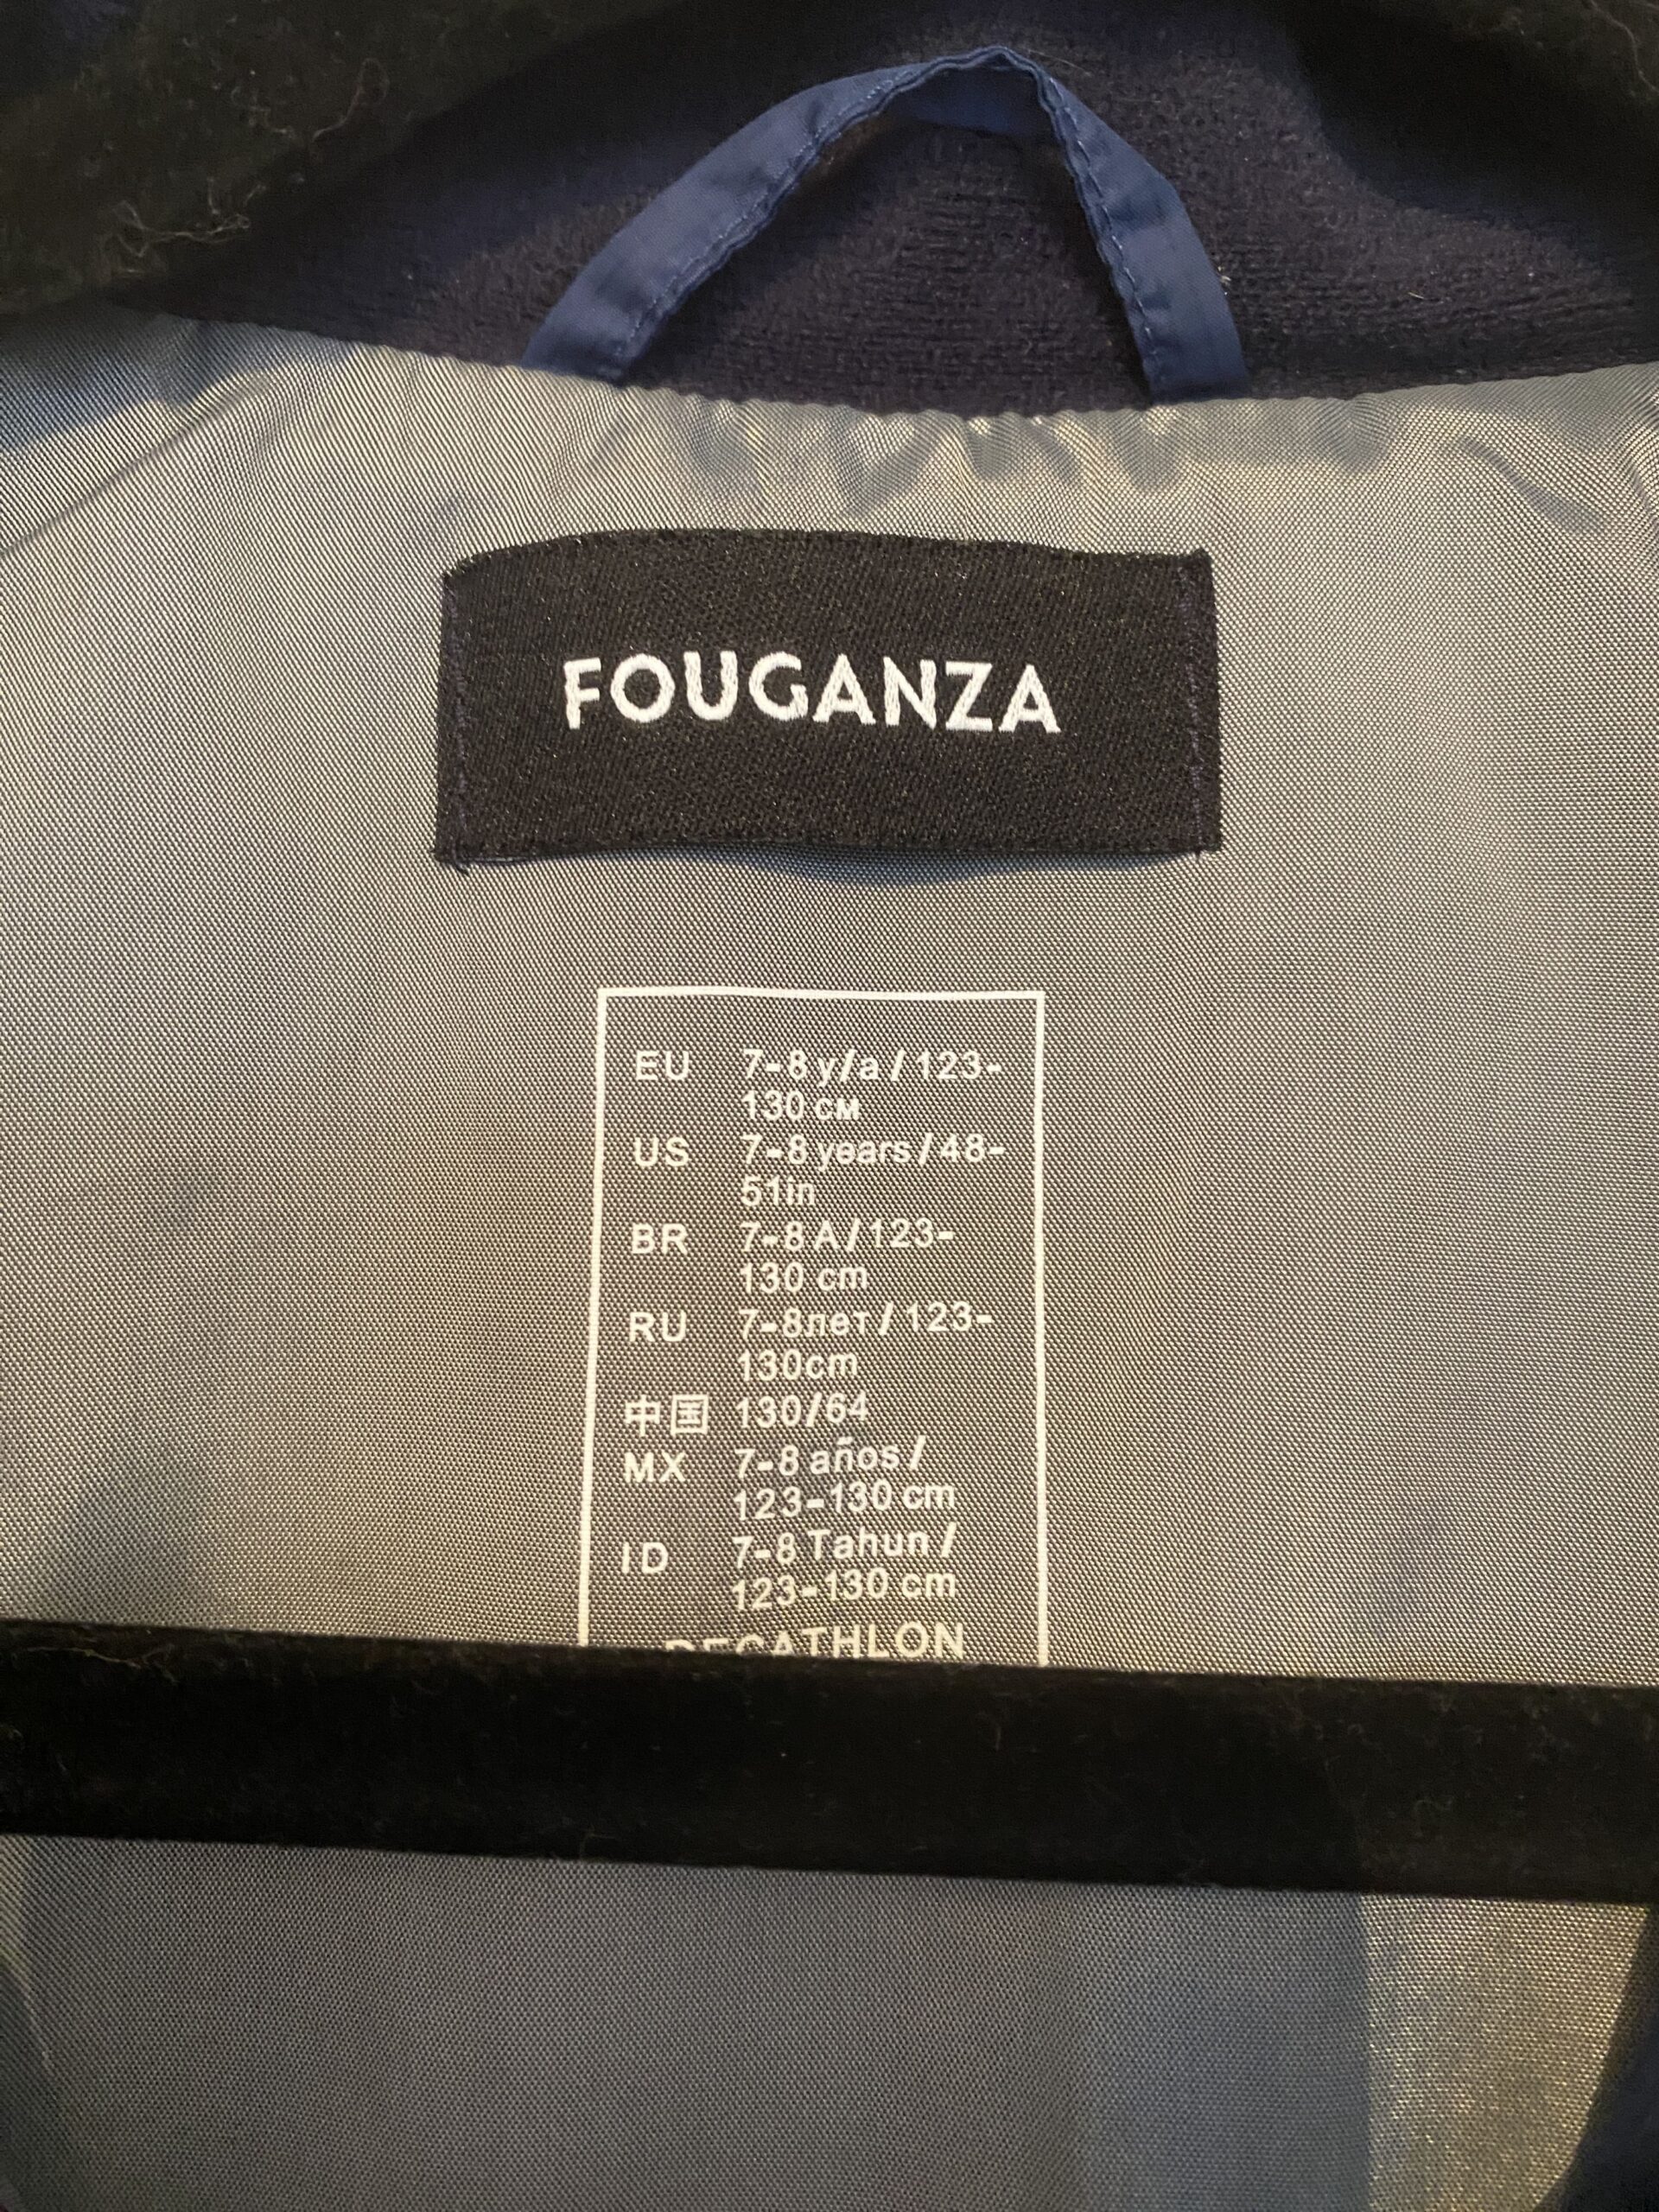 FOUGANZA
EU 7-8 y/a / 123-
130 см
US 7-8 years / 48-
51in
BR 7-8 A / 123-
130 cm
RU 7-8лет / 123-
130cm
中国 130/64
MX 7-8 años /
123-130 cm
ID 7-8 Tahun /
123-130 cm
DECATHLON